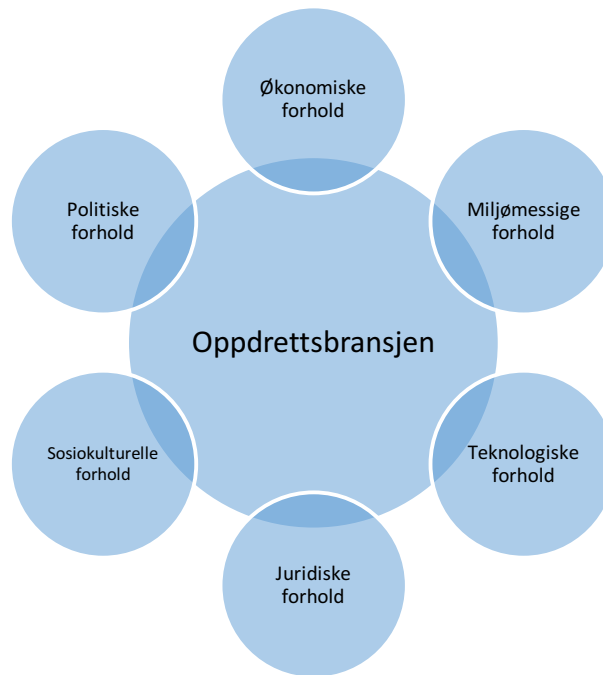 Økonomiske
forhold
Politiske
forhold
Miljømessige
forhold
Oppdrettsbransjen
Sosiokulturelle
forhold
Teknologiske
forhold
Juridiske
forhold